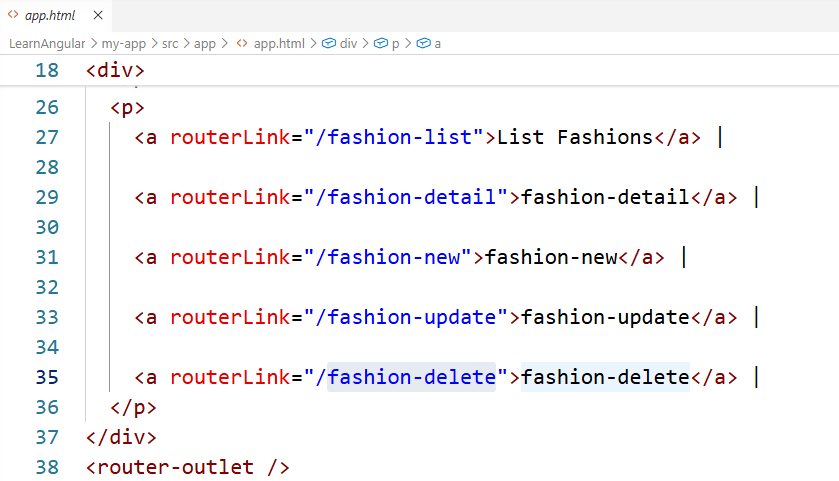 app.html
LearnAngular > my-app > src > app > app.html > div > p > a
18 <div>
26 <p>
27 <a routerLink="/fashion-list">List Fashions</a> |
28
29 <a routerLink="/fashion-detail">fashion-detail</a> |
30
31 <a routerLink="/fashion-new">fashion-new</a> |
32
33 <a routerLink="/fashion-update">fashion-update</a> |
34
35 <a routerLink="/fashion-delete">fashion-delete</a> |
36 </p>
37 </div>
38 <router-outlet />